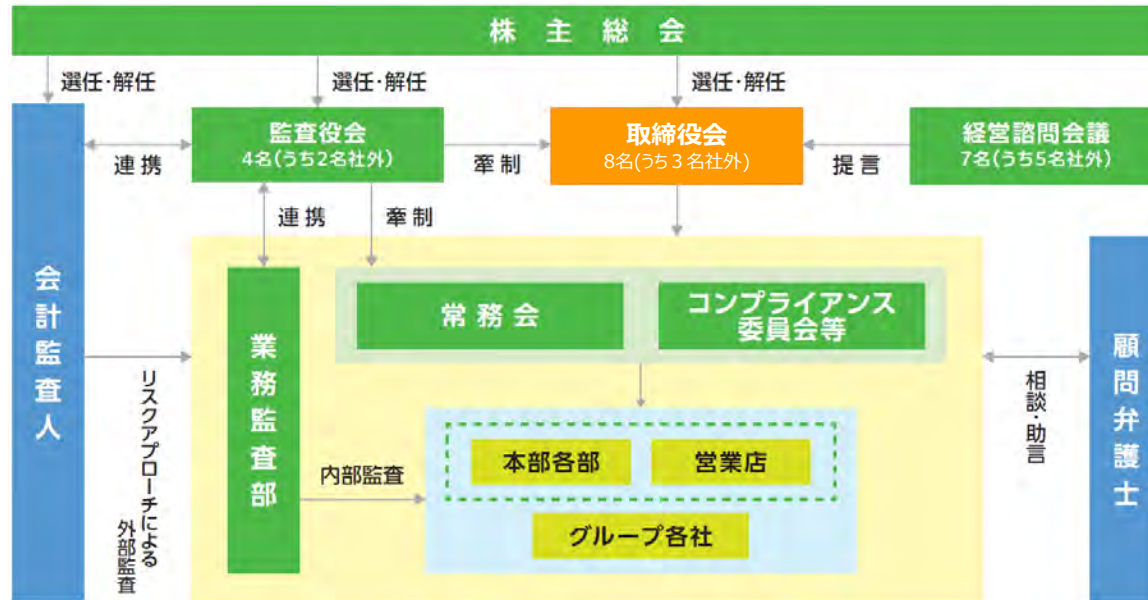 株主総会
選任・解任
選任・解任
選任・解任
監査役会
4名(うち2名社外)
取締役会
8名(うち3名社外)
経営諮問会議
7名(うち5名社外)
連携
牽制
提言
連携
牽制
会計監査人
業務監査部
常務会
コンプライアンス
委員会等
顧問弁護士
リスクアプローチによる
外部監査
相談・助言
内部監査
本部各部
営業店
グループ各社